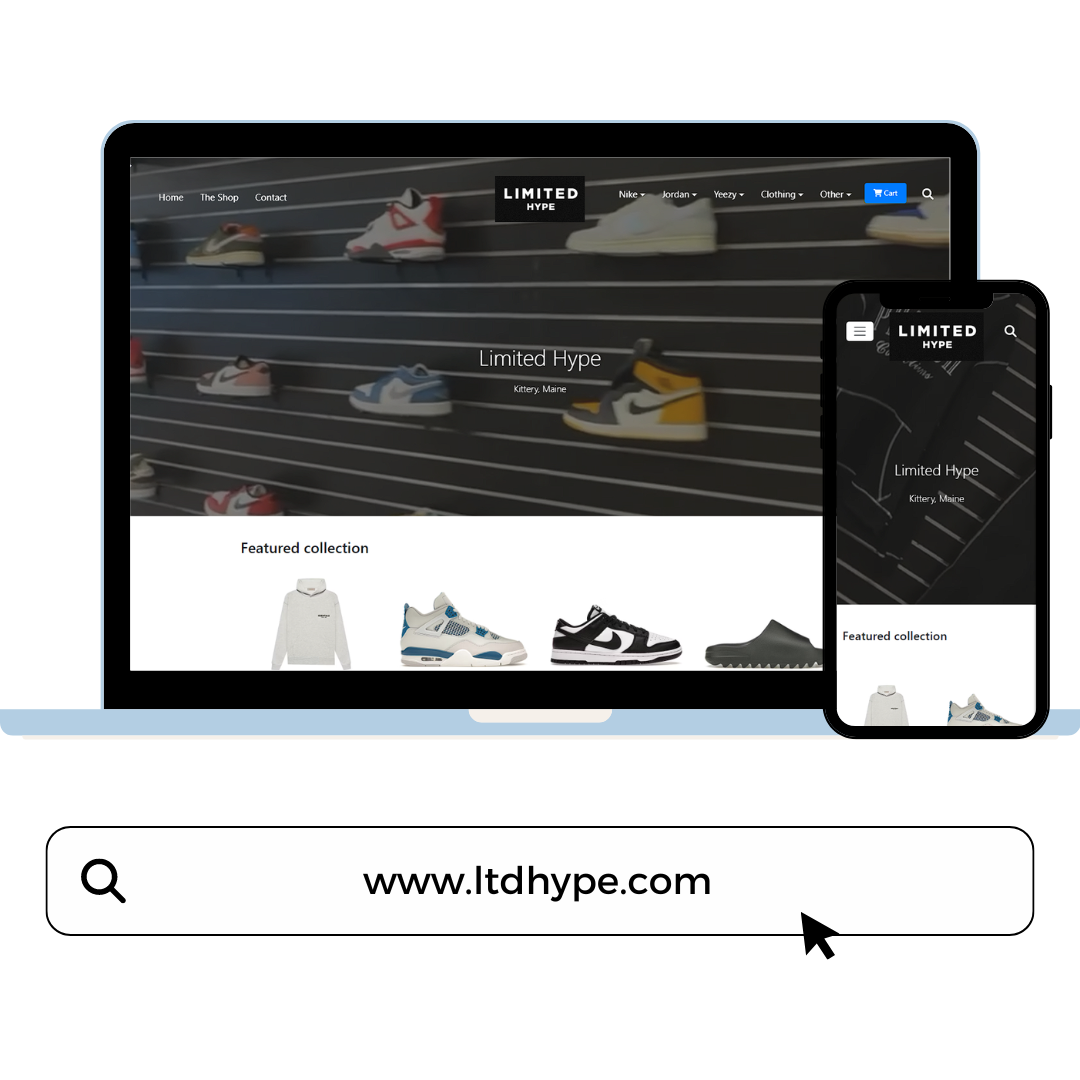 Home The Shop Contact
LIMITED
HYPE
Nike Jordan Yeezy Clothing Other Cart
Limited Hype
Kittery, Maine
Featured collection
LIMITED
HYPE
Limited Hype
Kittery, Maine
Featured collection
www.ltdhype.com